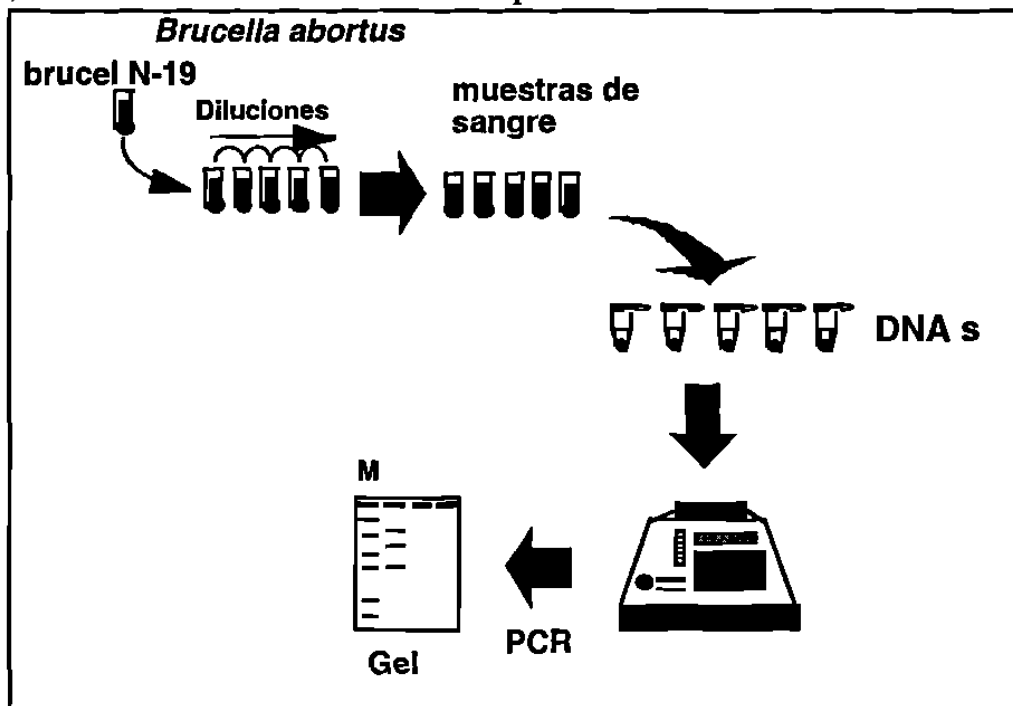 Brucella abortus
brucel N-19
Diluciones
muestras de
sangre
DNA s
M
PCR
Gel